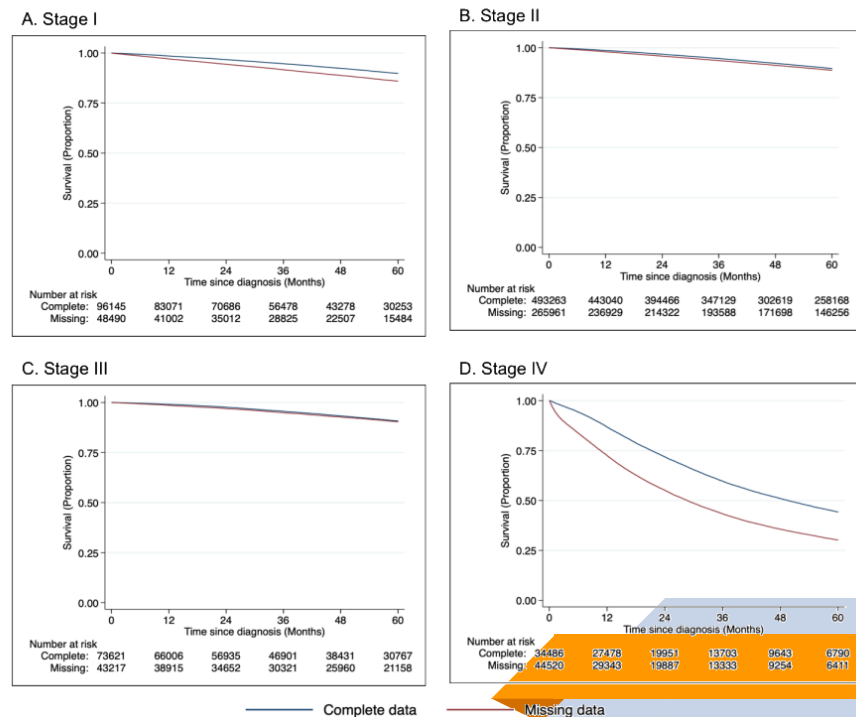 A. Stage I
Survival (Proportion)
1.00
0.75
0.50
0.25
0.00
0 12 24 36 48 60
Time since diagnosis (Months)
Number at risk
Complete: 96145 83071 70686 56478 43278 30253
Missing: 48490 41002 35012 28825 22507 15484
B. Stage II
Survival (Proportion)
1.00
0.75
0.50
0.25
0.00
0 12 24 36 48 60
Time since diagnosis (Months)
Number at risk
Complete: 493263 443040 394466 347129 302619 258168
Missing: 265961 236929 214322 193588 171698 146256
C. Stage III
Survival (Proportion)
1.00
0.75
0.50
0.25
0.00
0 12 24 36 48 60
Time since diagnosis (Months)
Number at risk
Complete: 73621 66006 56935 46901 38431 30767
Missing: 43217 38915 34652 30321 25960 21158
D. Stage IV
Survival (Proportion)
1.00
0.75
0.50
0.25
0.00
0 12 24 36 48 60
Time since diagnosis (Months)
Number at risk
Complete: 34486 27478 19951 13703 9643 6790
Missing: 44520 29343 19887 13333 9254 6411
Complete data Missing data